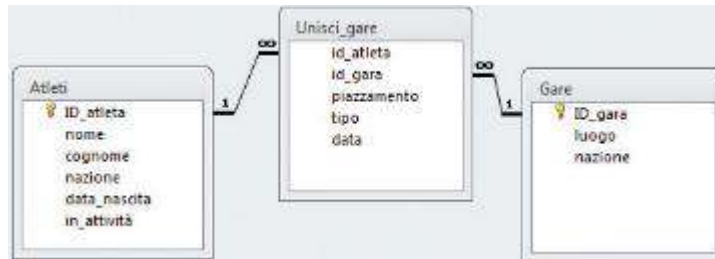 Atleti
ID_atleta
nome
cognome
nazione
data_nascita
in_attività
1
∞
Unisci_gare
id_atleta
id_gara
piazzamento
tipo
data
∞
1
Gare
ID_gara
luogo
nazione